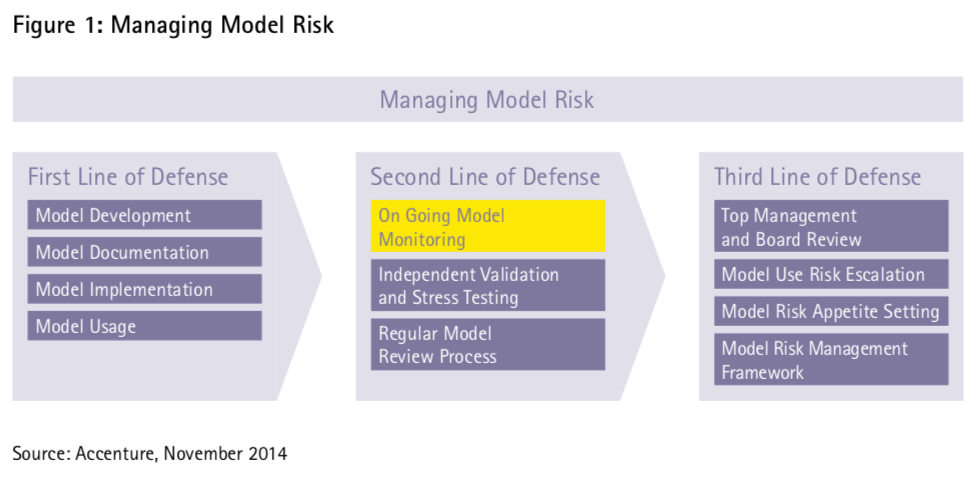 Figure 1: Managing Model Risk
Managing Model Risk
First Line of Defense
Model Development
Model Documentation
Model Implementation
Model Usage
Second Line of Defense
On Going Model
Monitoring
Independent Validation
and Stress Testing
Regular Model
Review Process
Third Line of Defense
Top Management
and Board Review
Model Use Risk Escalation
Model Risk Appetite Setting
Model Risk Management
Framework
Source: Accenture, November 2014